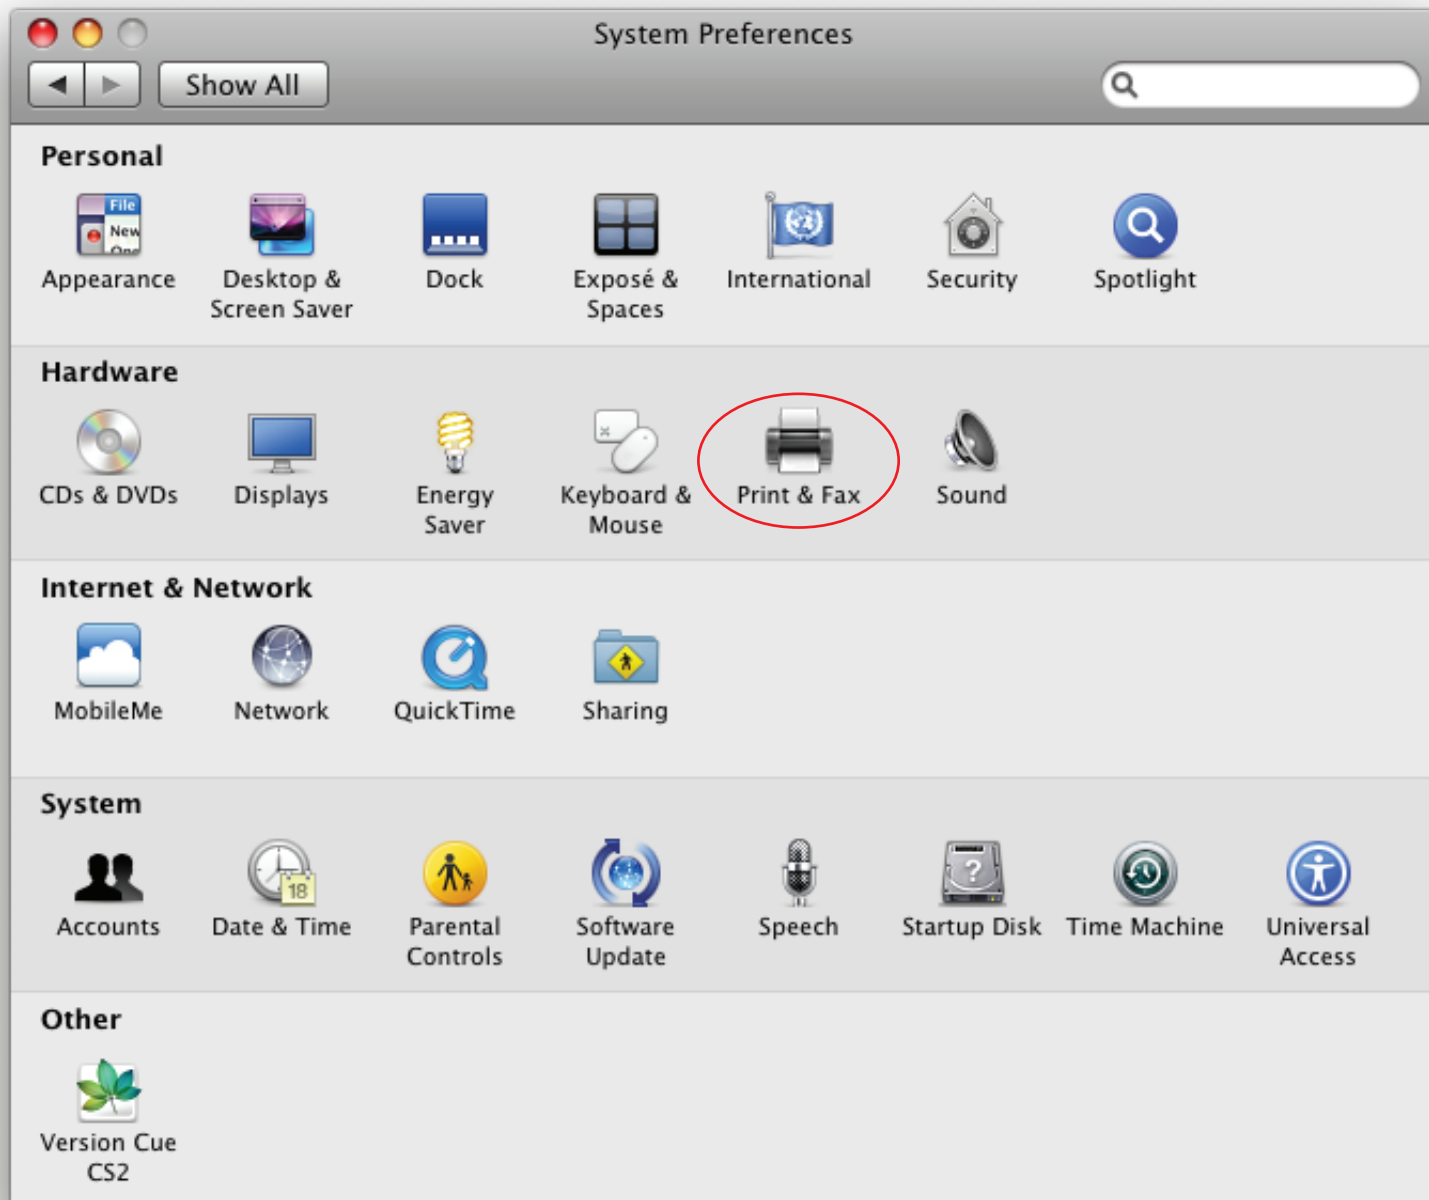 System Preferences
Show All
Personal
File
New
One
Appearance
Desktop &
Screen Saver
Dock
Exposé &
Spaces
International
Security
Spotlight
Hardware
CDs & DVDs
Displays
Energy
Saver
Keyboard &
Mouse
Print & Fax
Sound
Internet & Network
MobileMe
Network
QuickTime
Sharing
System
18
?
Accounts
Date & Time
Parental
Controls
Software
Update
Speech
Startup Disk
Time Machine
Universal
Access
Other
Version Cue
CS2